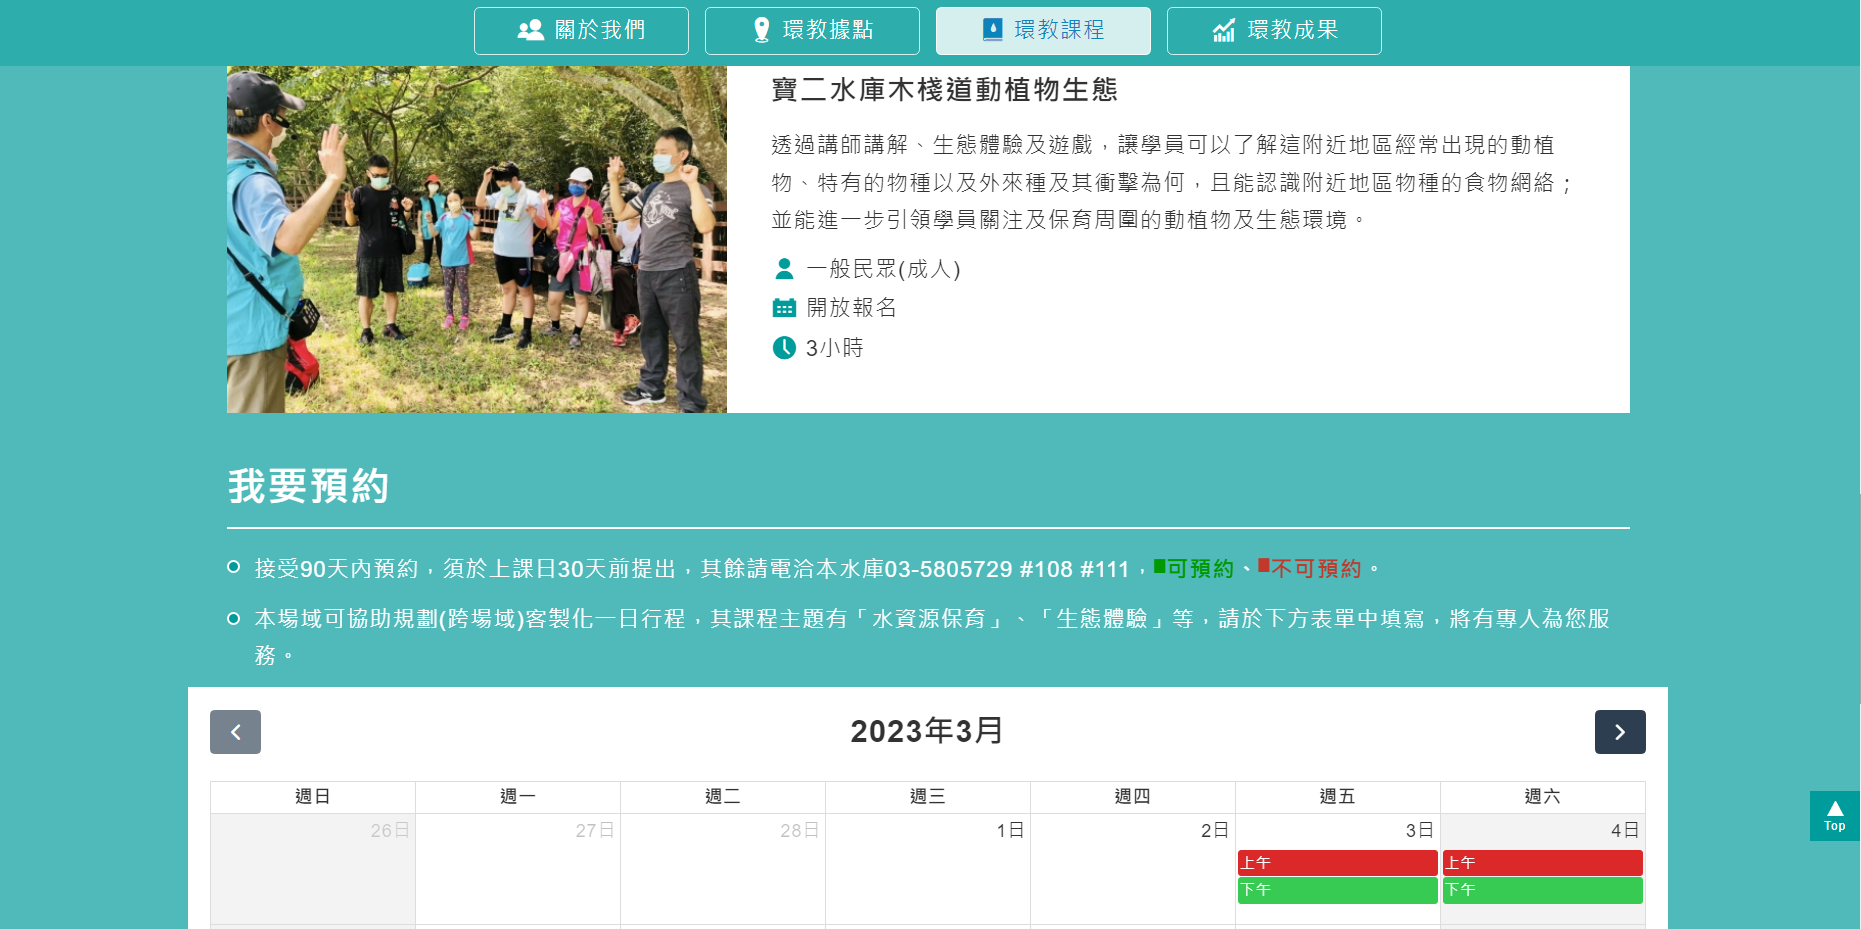 關於我們
環教據點
環教課程
環教成果
寶二水庫木棧道動植物生態
透過講師講解、生態體驗及遊戲，讓學員可以了解這附近地區經常出現的動植
物、特有的物種以及外來種及其衝擊為何，且能認識附近地區物種的食物網絡；
並能進一步引領學員關注及保育周圍的動植物及生態環境。
一般民眾(成人)
開放報名
3小時
我要預約
接受90天內預約，須於上課日30天前提出，其餘請電洽本水庫03-5805729 #108 #111，■可預約、■不可預約。
本場域可協助規劃(跨場域)客製化一日行程，其課程主題有「水資源保育」、「生態體驗」等，請於下方表單中填寫，將有專人為您服
務。
2023年3月
週日 週一 週二 週三 週四 週五 週六
26日 27日 28日 1日 2日 3日 4日
上午 上午
下午 下午
Top